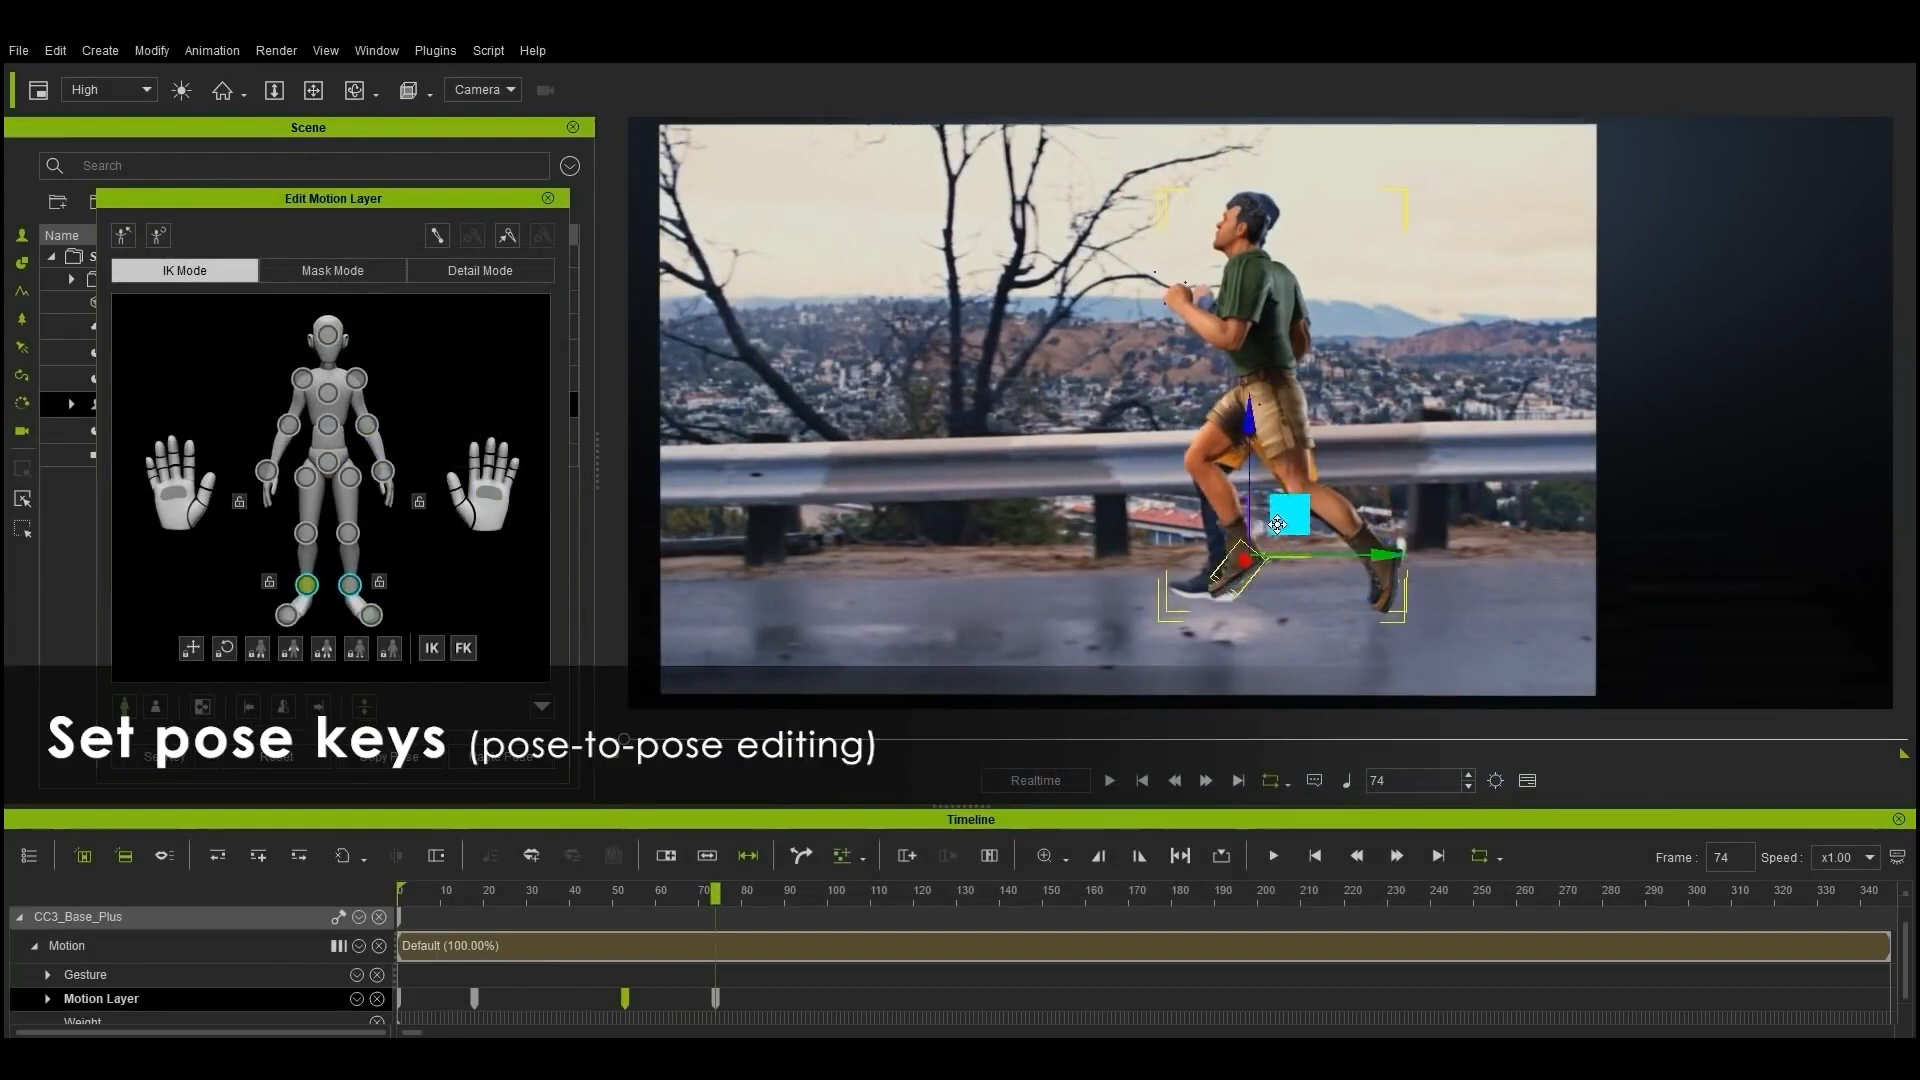 File Edit Create Modify Animation Render View Window Plugins Script Help
High Camera
Scene
Search
Edit Motion Layer
Name
IK Mode Mask Mode Detail Mode
IK FK
Set pose keys (pose-to-pose editing)
Realtime 74
Timeline
Frame : 74 Speed : x1.00
0 10 20 30 40 50 60 70 80 90 100 110 120 130 140 150 160 170 180 190 200 210 220 230 240 250 260 270 280 290 300 310 320 330 340
CC3_Base_Plus
Motion Default (100.00%)
Gesture
Motion Layer
Weight